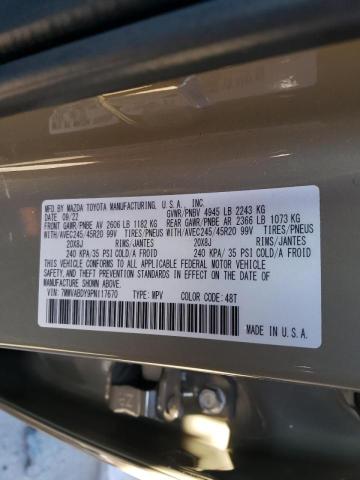 MFG.BY MAZDA TOYOTA MANUFACTURING, U.S.A., INC.
09/22 GVWR/PNBV 4945 LB 2243 KG
FRONT GAWR/PNBE AV 2606 LB 1182 KG REAR GAWR/PNBE AR 2366 LB 1073 KG
WITH/AVEC245/45R20 99V TIRES/PNEUS WITH/AVEC245/45R20 99V TIRES/PNEUS
20X8J RIMS/JANTES 20X8J RIMS/JANTES
240 KPA/35 PSI COLD/A FROID 240 KPA/35 PSI COLD/A FROID
THIS VEHICLE CONFORMS TO ALL APPLICABLE FEDERAL MOTOR VEHICLE
SAFETY, BUMPER, AND THEFT PREVENTION STANDARDS IN EFFECT ON THE DATE OF
MANUFACTURE SHOWN ABOVE.
VIN: 7MMVABDY9PN117670 TYPE: MPV COLOR: 48T MADE IN U.S.A.